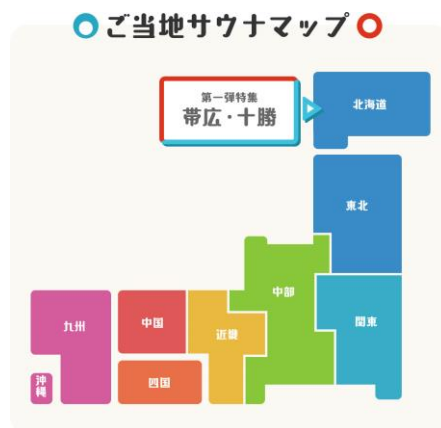 ご当地サウナマップ
第一弾特集
帯広・十勝
北海道
東北
中部
関東
近畿
中国
九州
四国
沖縄